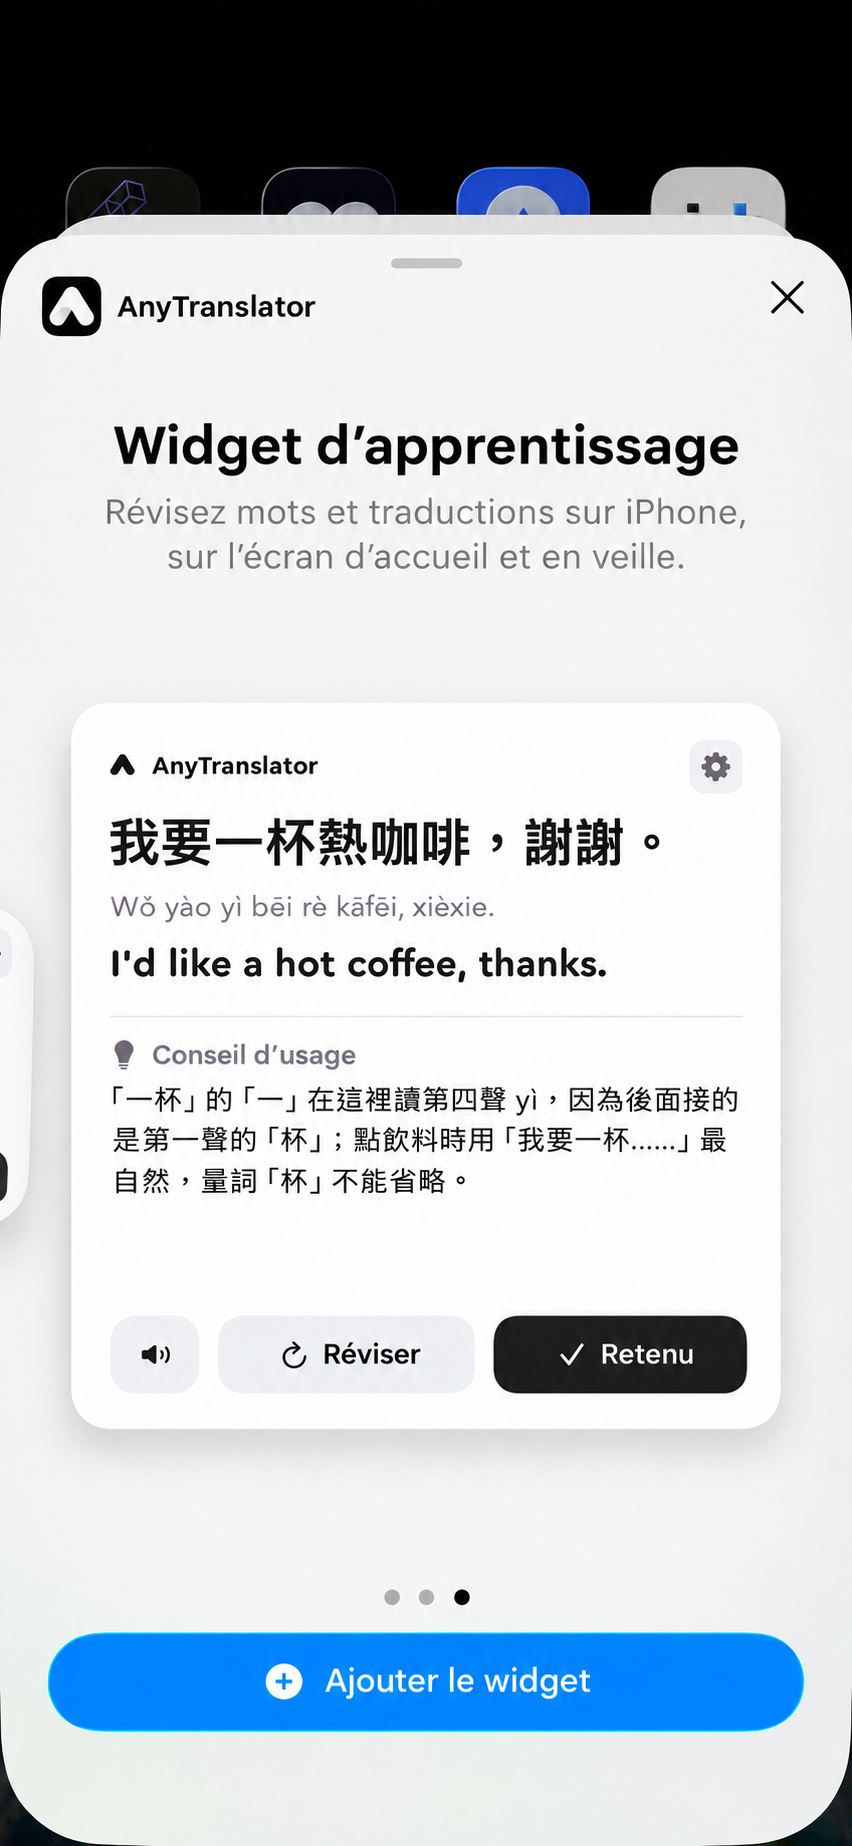 AnyTranslator
Widget d’apprentissage
Révisez mots et traductions sur iPhone,
sur l’écran d’accueil et en veille.
AnyTranslator
我要一杯熱咖啡，謝謝。
Wǒ yào yì bēi rè kāfēi, xièxie.
I'd like a hot coffee, thanks.
Conseil d’usage
「一杯」的「一」在這裡讀第四聲 yì，因為後面接的
是第一聲的「杯」；點飲料時用「我要一杯……」最
自然，量詞「杯」不能省略。
Réviser
Retenu
Ajouter le widget